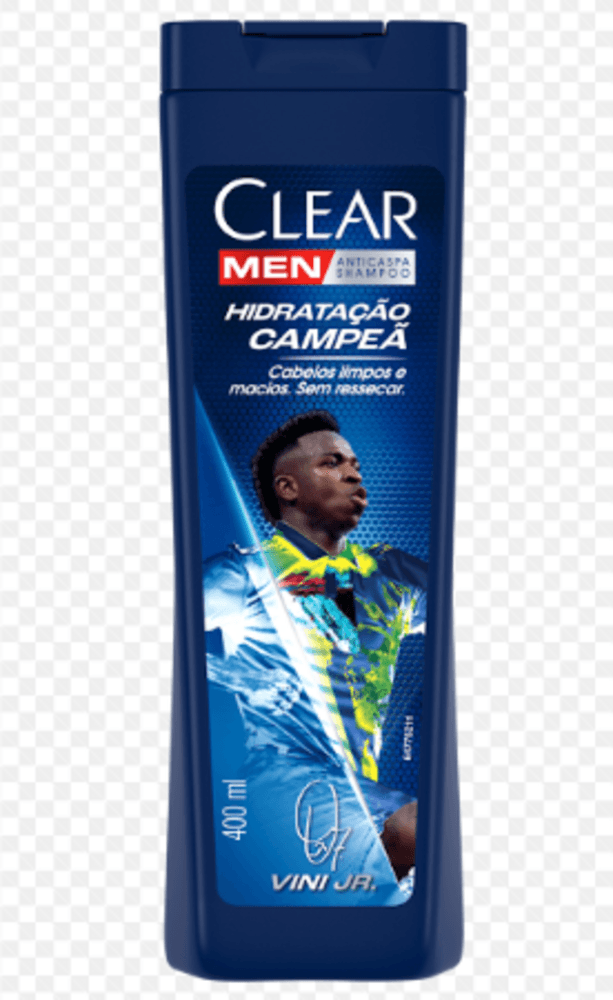 CLEAR
MEN
ANTICASPA
SHAMPOO
HIDRATAÇÃO
CAMPEÃ
Cabelos limpos e
macios. Sem ressecar.
400 ml
VINI JR.